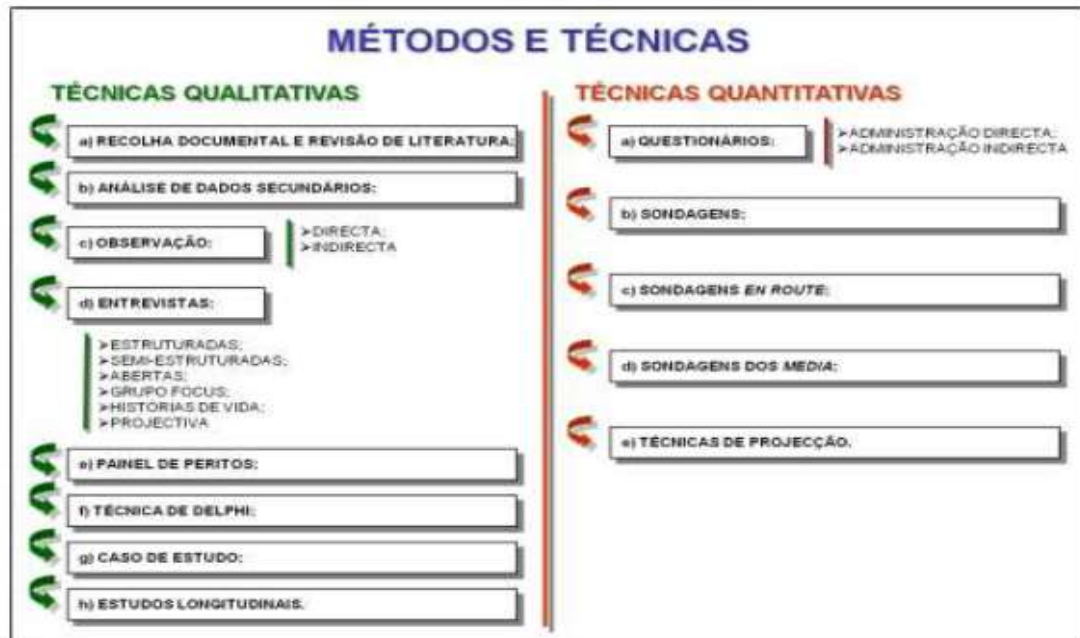 MÉTODOS E TÉCNICAS
TÉCNICAS QUALITATIVAS
a) RECOLHA DOCUMENTAL E REVISÃO DE LITERATURA;
b) ANÁLISE DE DADOS SECUNDÁRIOS;
c) OBSERVAÇÃO:
➢DIRECTA;
➢INDIRECTA
d) ENTREVISTAS:
➢ESTRUTURADAS;
➢SEMI-ESTRUTURADAS;
➢ABERTAS;
➢GRUPO FOCUS;
➢HISTÓRIAS DE VIDA;
➢PROJECTIVA
e) PAINEL DE PERITOS;
f) TÉCNICA DE DELPHI;
g) CASO DE ESTUDO;
h) ESTUDOS LONGITUDINAIS.
TÉCNICAS QUANTITATIVAS
a) QUESTIONÁRIOS:
➢ADMINISTRAÇÃO DIRECTA;
➢ADMINISTRAÇÃO INDIRECTA
b) SONDAGENS;
c) SONDAGENS EN ROUTE;
d) SONDAGENS DOS MEDIA;
e) TÉCNICAS DE PROJECÇÃO.